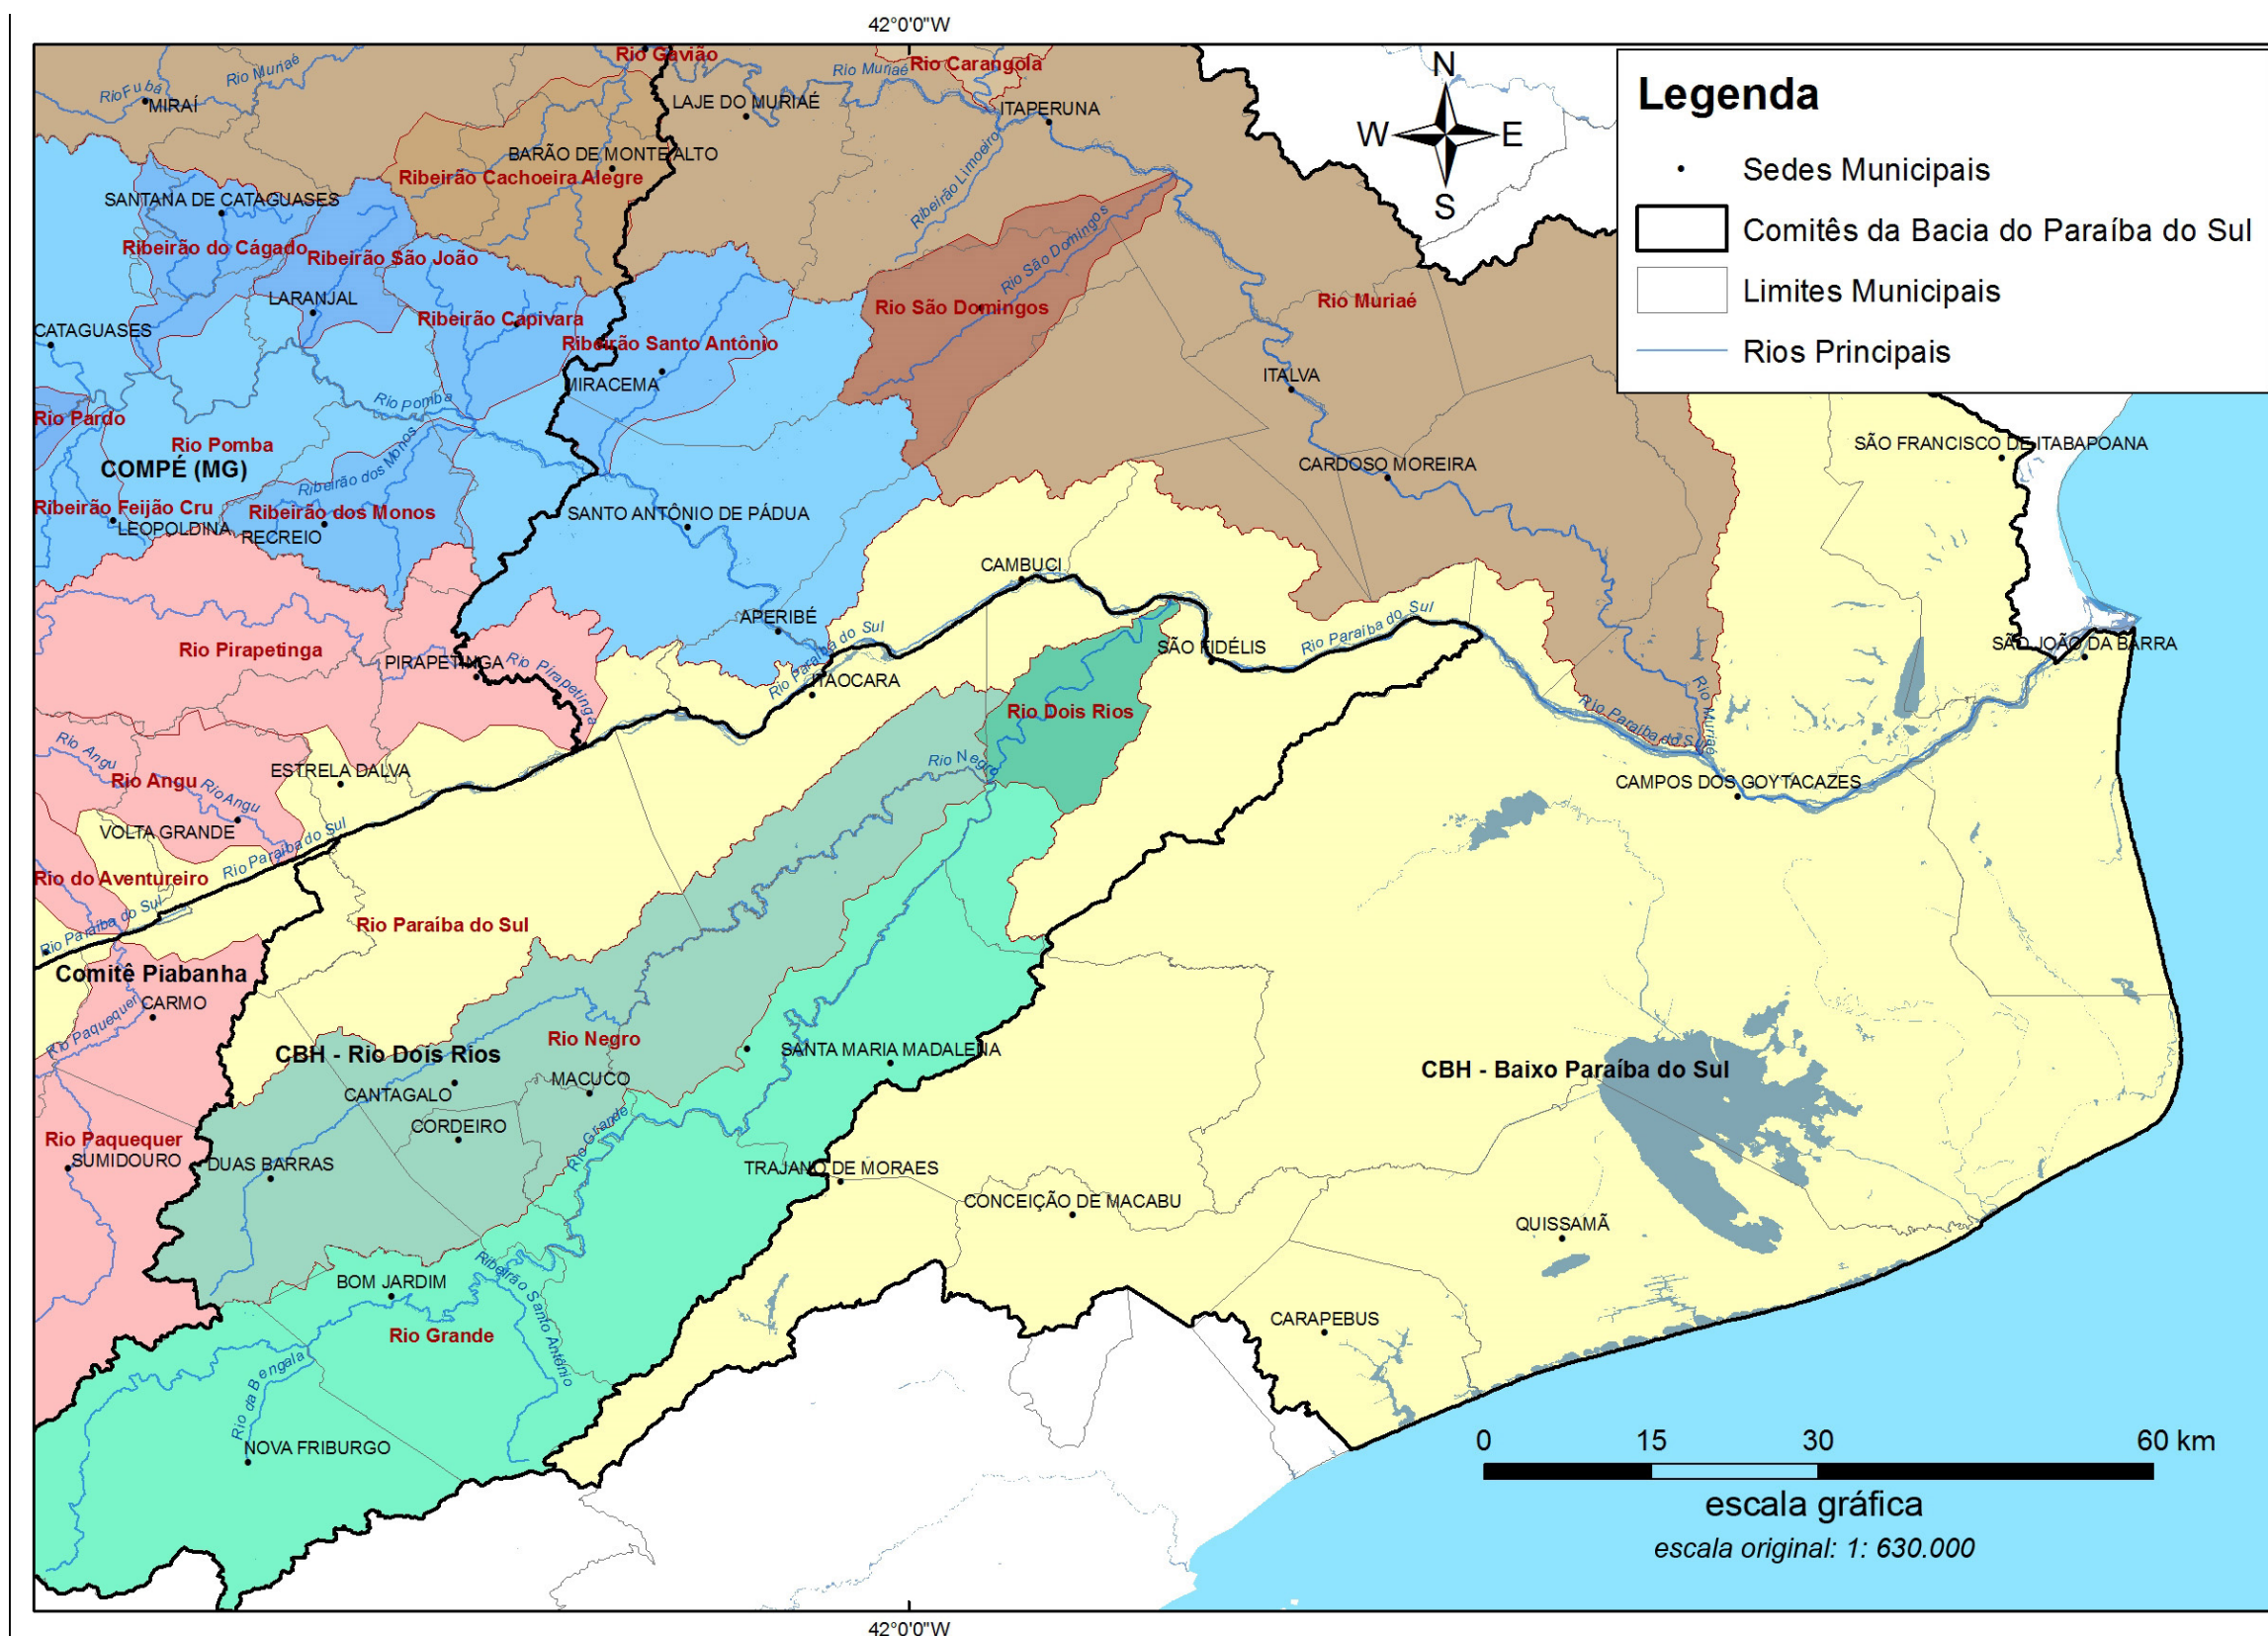 42°0'0"W
Rio Gavião
Rio Muriaé
Rio Carangola
Rio Muriaé
Rio Fubá
MIRAÍ
LAJE DO MURIAÉ
ITAPERUNA
N
W
E
S
Legenda
Sedes Municipais
Comitês da Bacia do Paraíba do Sul
Limites Municipais
Rios Principais
BARÃO DE MONTE ALTO
Ribeirão Cachoeira Alegre
Ribeirão Limoeiro
SANTANA DE CATAGUASES
Ribeirão do Cágado
Ribeirão São João
Rio São Domingos
LARANJAL
Rio São Domingos
Rio Muriaé
Ribeirão Capivara
CATAGUASES
Ribeirão Santo Antônio
MIRACEMA
ITALVA
Rio Pomba
Rio Pardo
Rio Pomba
COMPÉ (MG)
Ribeirão dos Monos
SÃO FRANCISCO DE ITABAPOANA
CARDOSO MOREIRA
Ribeirão Feijão Cru
Ribeirão dos Monos
LEOPOLDINA
RECREIO
SANTO ANTÔNIO DE PÁDUA
CAMBUCI
APERIBÉ
Rio Paraíba do Sul
Rio Paraíba do Sul
SÃO FIDÉLIS
SÃO JOÃO DA BARRA
Rio Pirapetinga
PIRAPETINGA
Rio Pirapetinga
ITAOCARA
Rio Dois Rios
Rio Muriaé
Rio Paraíba do Sul
Rio Angu
Rio Angu
Rio Angu
ESTRELA DALVA
Rio Negro
CAMPOS DOS GOYTACAZES
VOLTA GRANDE
Rio Paraíba do Sul
Rio do Aventureiro
Rio Paraíba do Sul
Rio Paraíba do Sul
Comitê Piabanha
CARMO
Rio Paquequer
CBH - Rio Dois Rios
Rio Negro
SANTA MARIA MADALENA
CBH - Baixo Paraíba do Sul
CANTAGALO
MACUCO
CORDEIRO
Rio Grande
Rio Paquequer
SUMIDOURO
DUAS BARRAS
TRAJANO DE MORAES
CONCEIÇÃO DE MACABU
QUISSAMÃ
BOM JARDIM
Ribeirão Santo Antônio
Rio Grande
CARAPEBUS
Rio da Bengala
NOVA FRIBURGO
0 15 30 60 km
escala gráfica
escala original: 1: 630.000
42°0'0"W